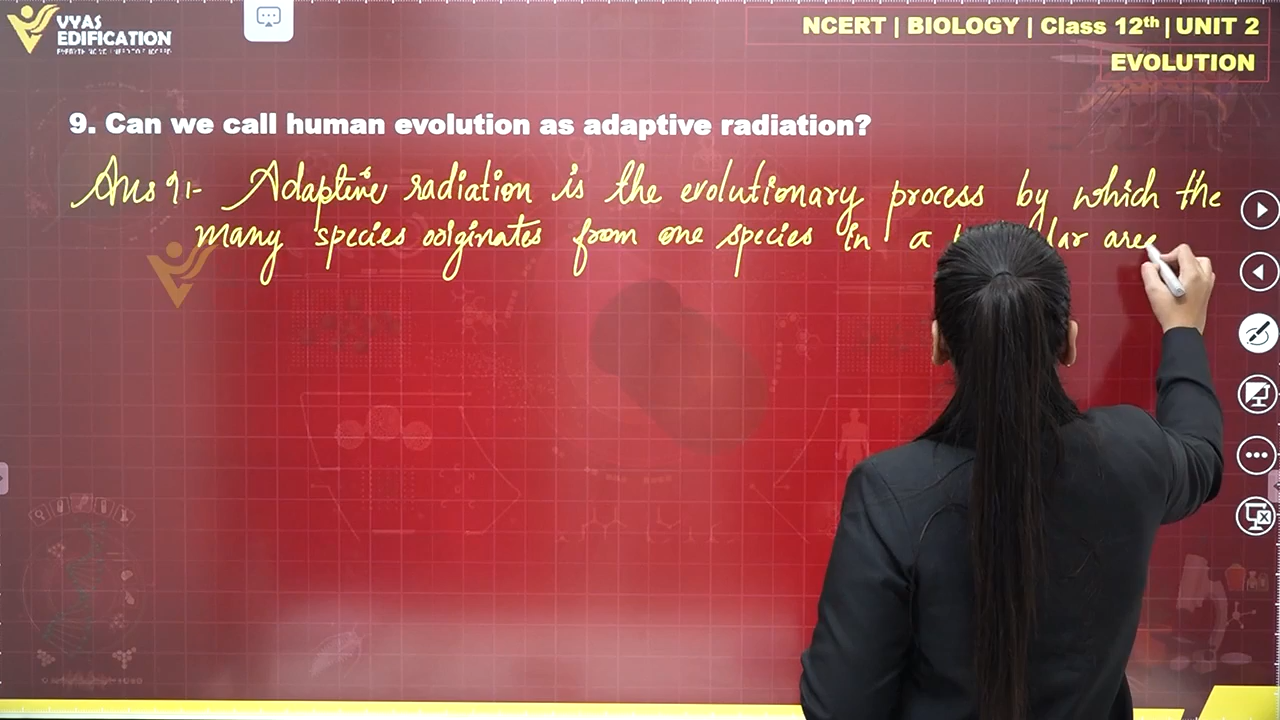 VYAS
EDIFICATION
NCERT | BIOLOGY | Class 12th | UNIT 2
EVOLUTION
9. Can we call human evolution as adaptive radiation?
Ans 9:- Adaptive radiation is the evolutionary process by which the
many species originates from one species in a